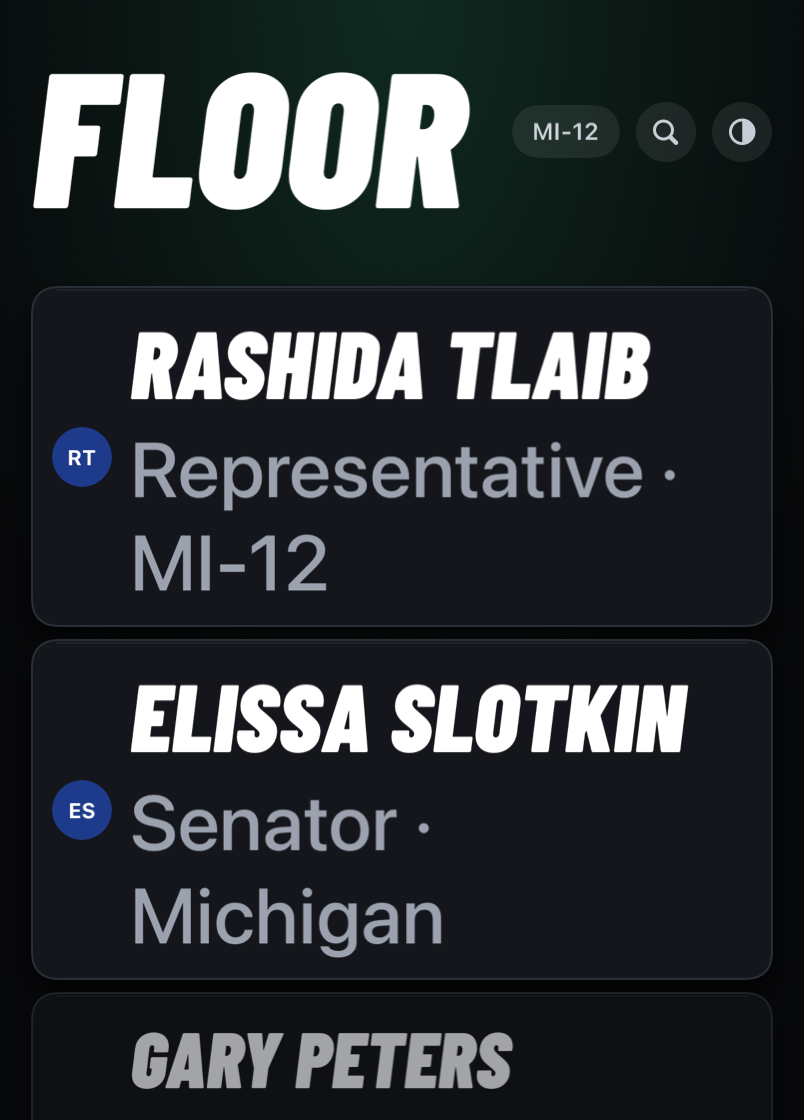 FLOOR
MI-12
RASHIDA TLAIB
RT
Representative ·
MI-12
ELISSA SLOTKIN
ES
Senator ·
Michigan
GARY PETERS